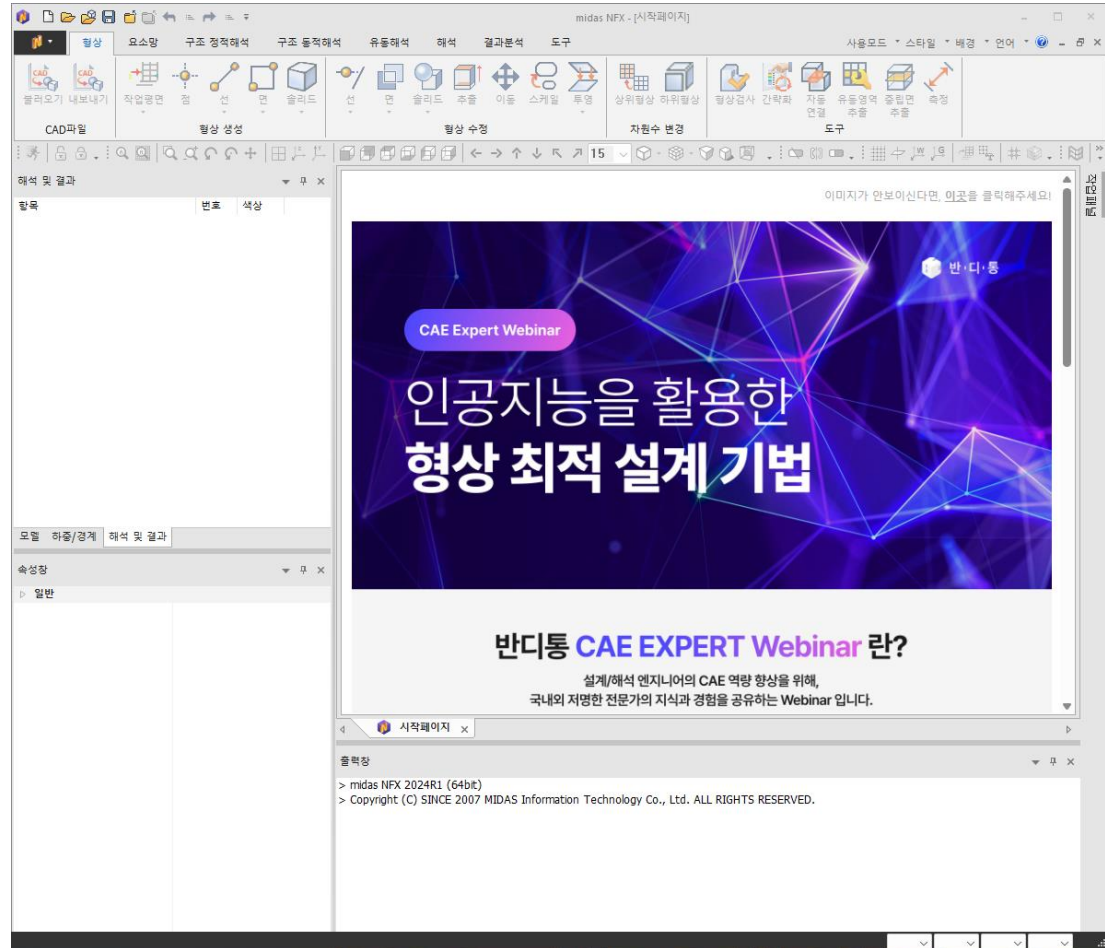 midas NFX - [시작페이지]
형상 요소망 구조 정적해석 구조 동적해석 유동해석 해석 결과분석 도구 사용모드 스타일 배경 언어
CAD CAD
불러오기 내보내기 작업평면 점 선 면 솔리드 선 면 솔리드 추출 이동 스케일 투영 상위형상 하위형상 형상검사 간략화 자동 연결 유동영역 추출 중립면 추출 측정
CAD파일 형상 생성 형상 수정 차원수 변경 도구
15
해석 및 결과
항목 번호 색상
작업패널
이미지가 안보이신다면, 이곳을 클릭해주세요!
반·디·통
CAE Expert Webinar
인공지능을 활용한
형상 최적 설계 기법
모델 하중/경계 해석 및 결과
속성창
일반
반디통 CAE EXPERT Webinar 란?
설계/해석 엔지니어의 CAE 역량 향상을 위해,
국내외 저명한 전문가의 지식과 경험을 공유하는 Webinar 입니다.
시작페이지
출력창
> midas NFX 2024R1 (64bit)
> Copyright (C) SINCE 2007 MIDAS Information Technology Co., Ltd. ALL RIGHTS RESERVED.